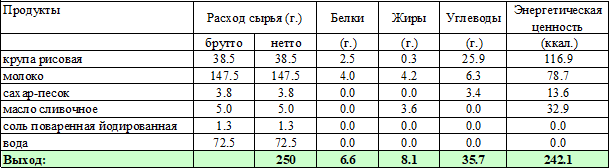 Продукты Расход сырья (г.) Белки Жиры Углеводы Энергетическая ценность
брутто нетто (г.) (г.) (г.) (ккал.)
крупа рисовая 38.5 38.5 2.5 0.3 25.9 116.9
молоко 147.5 147.5 4.0 4.2 6.3 78.7
сахар-песок 3.8 3.8 0.0 0.0 3.4 13.6
масло сливочное 5.0 5.0 0.0 3.6 0.0 32.9
соль поваренная йодированная 1.3 1.3 0.0 0.0 0.0 0.0
вода 72.5 72.5 0.0 0.0 0.0 0.0
Выход: 250 6.6 8.1 35.7 242.1